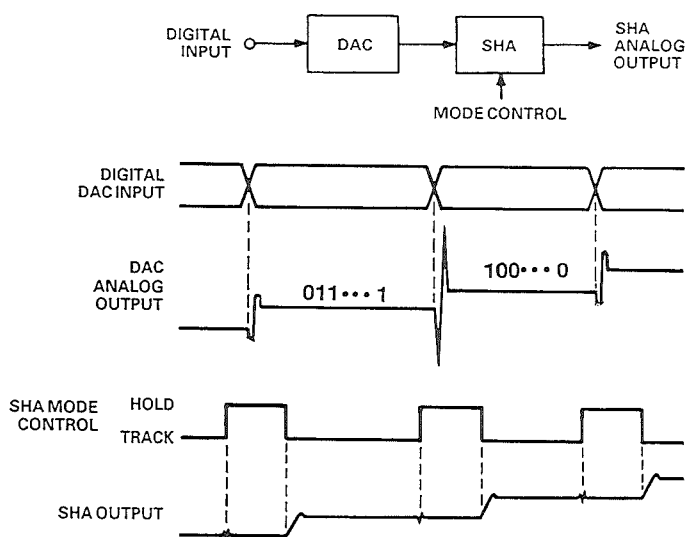 DIGITAL
INPUT
DAC
SHA
SHA
ANALOG
OUTPUT
MODE CONTROL
DIGITAL
DAC INPUT
DAC
ANALOG
OUTPUT
011••• 1
100••• 0
SHA MODE
CONTROL
HOLD
TRACK
SHA OUTPUT